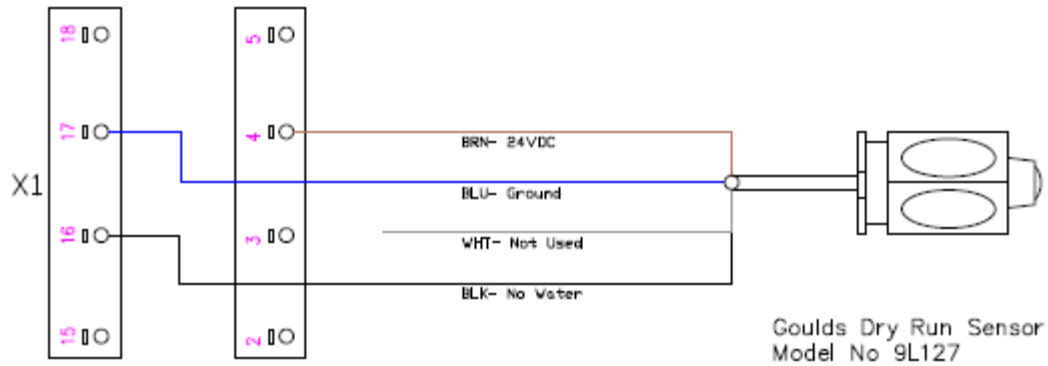 18
5
17
4
BRN- 24VDC
X1
BLU- Ground
16
3
WHT- Not Used
BLK- No Water
15
2
Goulds Dry Run Sensor
Model No 9L127